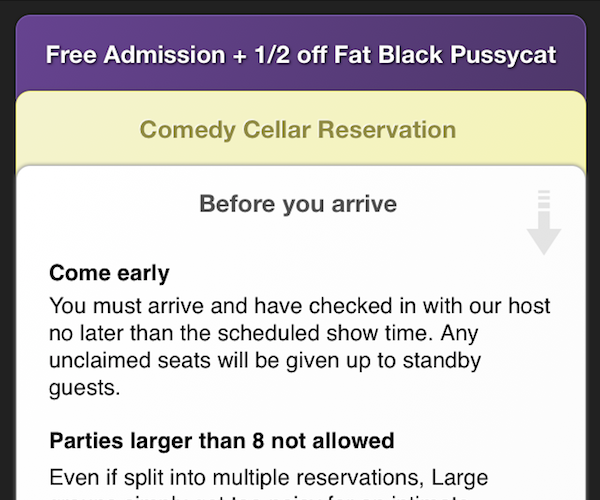 Free Admission + 1/2 off Fat Black Pussycat
Comedy Cellar Reservation
Before you arrive
Come early
You must arrive and have checked in with our host
no later than the scheduled show time. Any
unclaimed seats will be given up to standby
guests.
Parties larger than 8 not allowed
Even if split into multiple reservations, Large